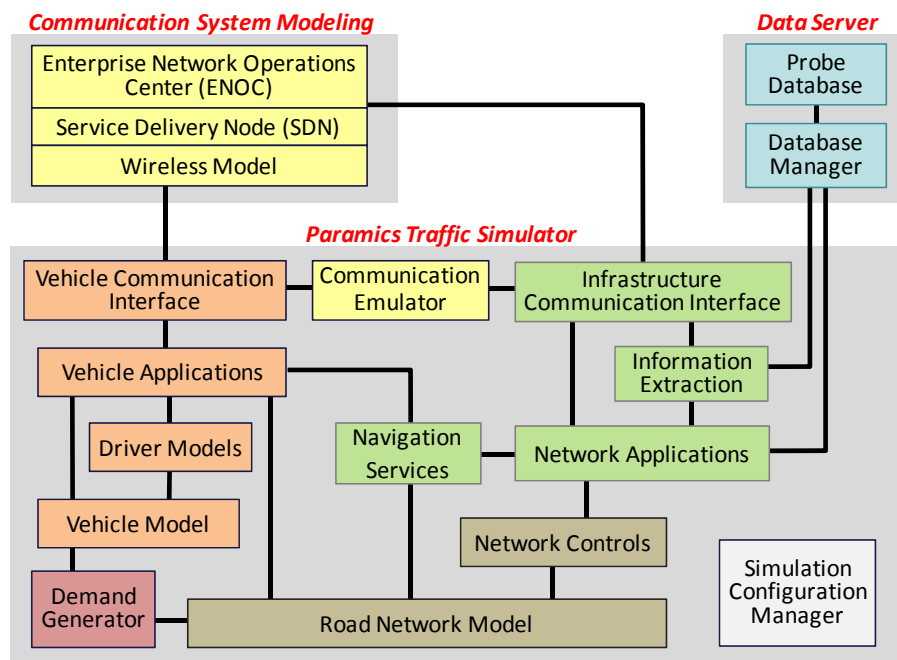 Communication System Modeling
Data Server
Enterprise Network Operations
Center (ENOC)
Service Delivery Node (SDN)
Wireless Model
Probe
Database
Database
Manager
Paramics Traffic Simulator
Vehicle Communication
Interface
Communication
Emulator
Infrastructure
Communication Interface
Vehicle Applications
Information
Extraction
Driver Models
Navigation
Services
Network Applications
Vehicle Model
Network Controls
Demand
Generator
Road Network Model
Simulation
Configuration
Manager